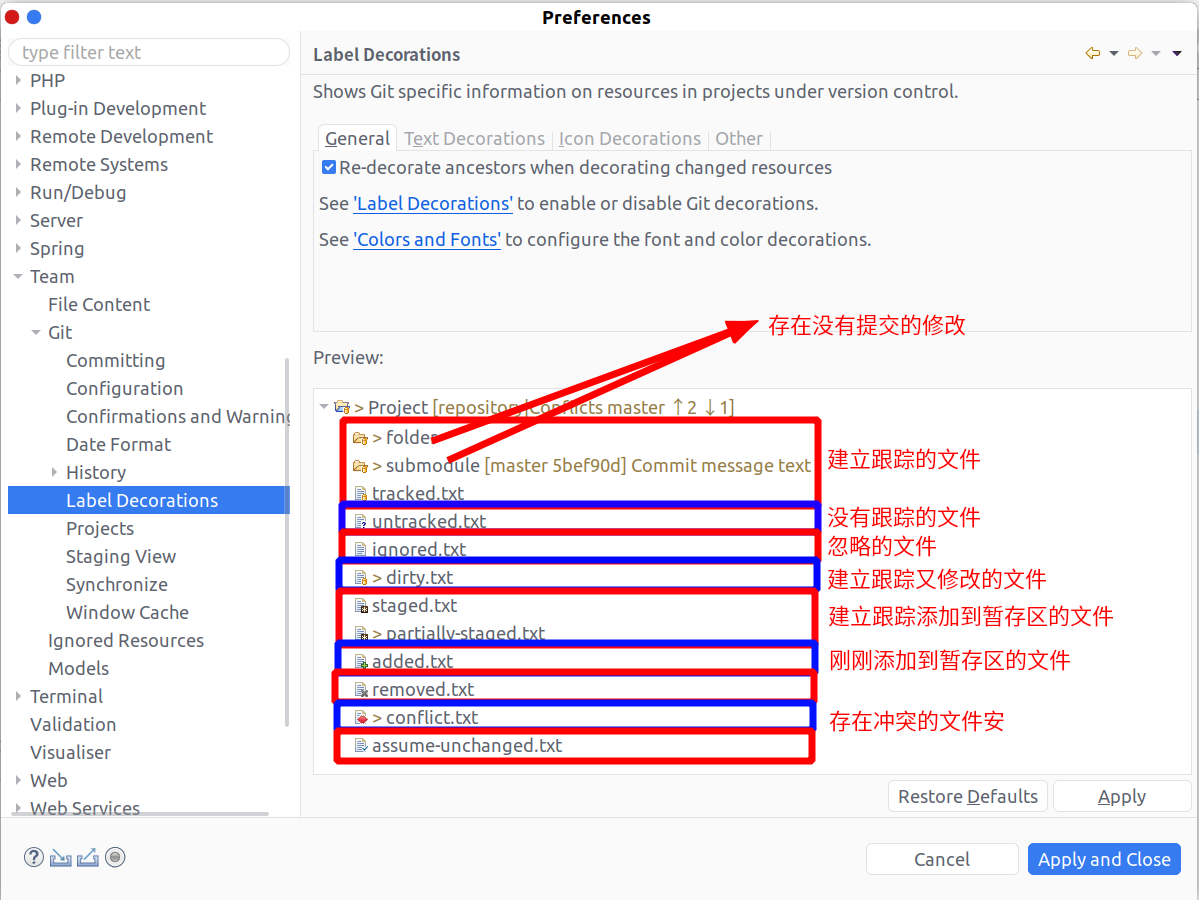 Preferences
type filter text
PHP
Plug-in Development
Remote Development
Remote Systems
Run/Debug
Server
Spring
Team
File Content
Git
Committing
Configuration
Confirmations and Warning
Date Format
History
Label Decorations
Projects
Staging View
Synchronize
Window Cache
Ignored Resources
Models
Terminal
Validation
Visualiser
Web
Web Services
Label Decorations
Shows Git specific information on resources in projects under version control.
General Text Decorations Icon Decorations Other
Re-decorate ancestors when decorating changed resources
See 'Label Decorations' to enable or disable Git decorations.
See 'Colors and Fonts' to configure the font and color decorations.
存在没有提交的修改
Preview:
> Project [repository|Conflicts master ↑2 ↓1]
> folder
> submodule [master 5bef90d] Commit message text
建立跟踪的文件
tracked.txt
untracked.txt 没有跟踪的文件
ignored.txt 忽略的文件
> dirty.txt 建立跟踪又修改的文件
staged.txt 建立跟踪添加到暂存区的文件
> partially-staged.txt
added.txt 刚刚添加到暂存区的文件
removed.txt
> conflict.txt 存在冲突的文件安
assume-unchanged.txt
Restore Defaults Apply
Cancel Apply and Close